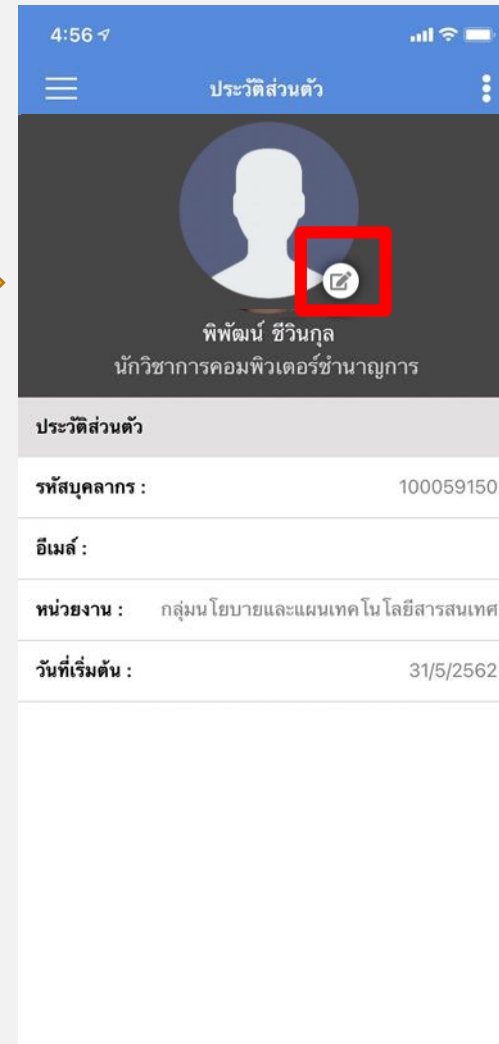 4:56
ประวัติส่วนตัว
พิพัฒน์ ชีวินกุล
นักวิชาการคอมพิวเตอร์ชำนาญการ
ประวัติส่วนตัว
รหัสบุคลากร : 100059150
อีเมล์ :
หน่วยงาน : กลุ่มนโยบายและแผนเทคโนโลยีสารสนเทศ
วันที่เริ่มต้น : 31/5/2562